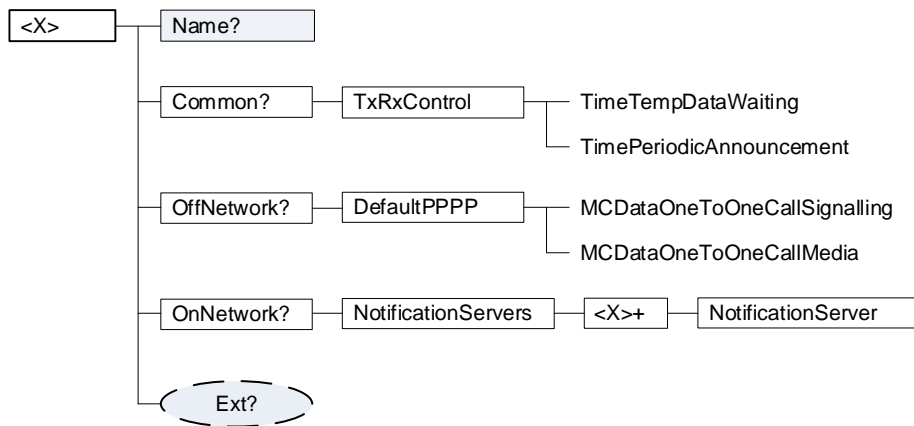 <X> Name?
Common? TxRxControl TimeTempDataWaiting
TimePeriodicAnnouncement
OffNetwork? DefaultPPPP MCDataOneToOneCallSignalling
MCDataOneToOneCallMedia
OnNetwork? NotificationServers <X>+ NotificationServer
Ext?